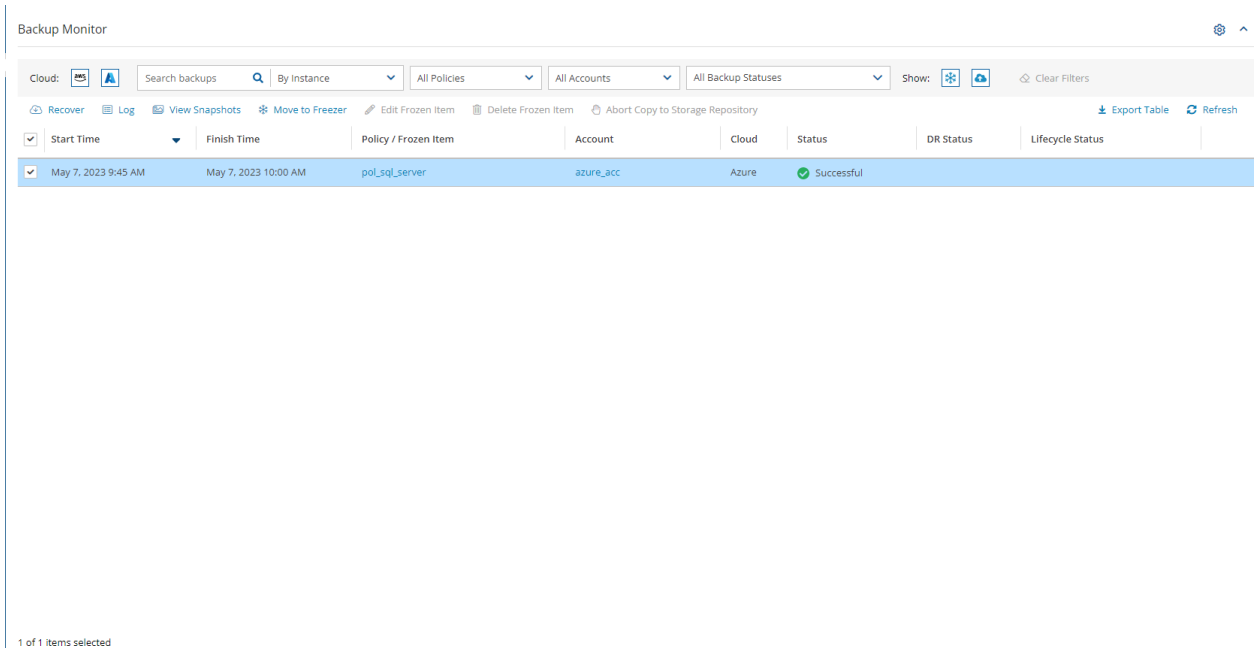 Backup Monitor
Cloud: aws Search backups By Instance All Policies All Accounts All Backup Statuses Show: Clear Filters
Recover Log View Snapshots Move to Freezer Edit Frozen Item Delete Frozen Item Abort Copy to Storage Repository Export Table Refresh
Start Time Finish Time Policy / Frozen Item Account Cloud Status DR Status Lifecycle Status
May 7, 2023 9:45 AM May 7, 2023 10:00 AM pol_sql_server azure_acc Azure Successful
1 of 1 items selected